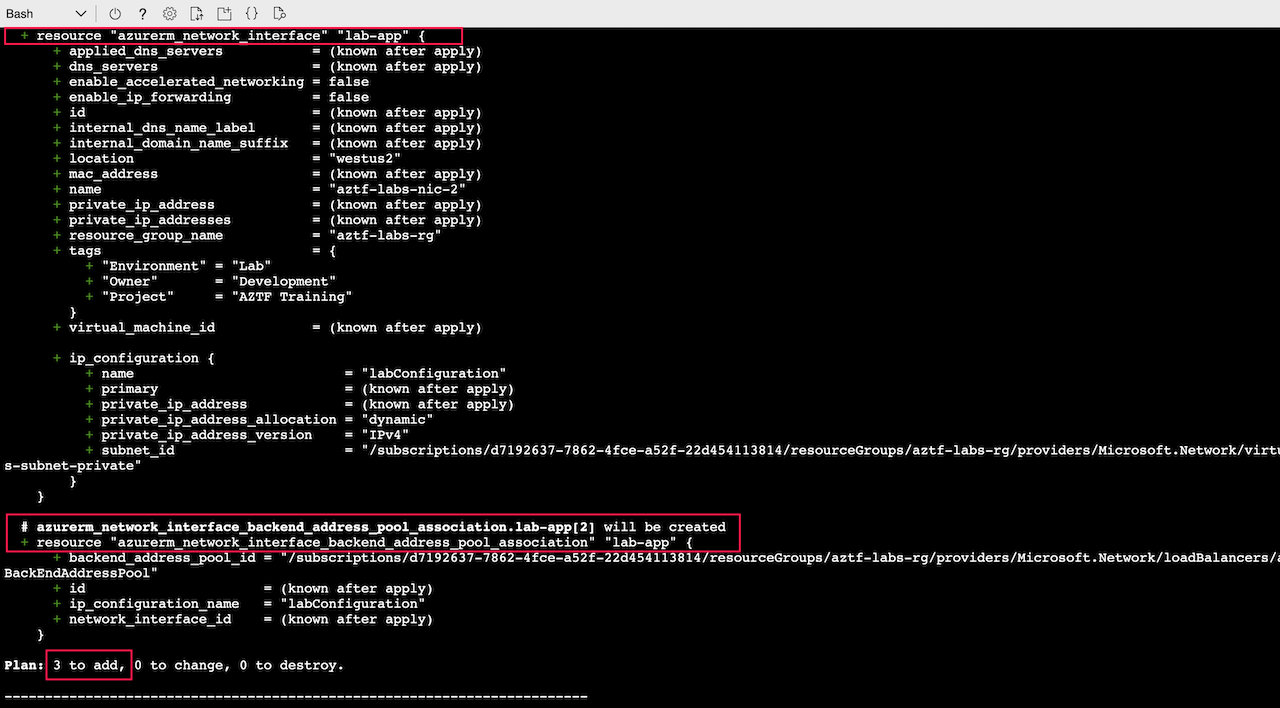 Bash
+ resource "azurerm_network_interface" "lab-app" {
+ applied_dns_servers = (known after apply)
+ dns_servers = (known after apply)
+ enable_accelerated_networking = false
+ enable_ip_forwarding = false
+ id = (known after apply)
+ internal_dns_name_label = (known after apply)
+ internal_domain_name_suffix = (known after apply)
+ location = "westus2"
+ mac_address = (known after apply)
+ name = "aztf-labs-nic-2"
+ private_ip_address = (known after apply)
+ private_ip_addresses = (known after apply)
+ resource_group_name = "aztf-labs-rg"
+ tags = {
+ "Environment" = "Lab"
+ "Owner" = "Development"
+ "Project" = "AZTF Training"
}
+ virtual_machine_id = (known after apply)
+ ip_configuration {
+ name = "labConfiguration"
+ primary = (known after apply)
+ private_ip_address = (known after apply)
+ private_ip_address_allocation = "dynamic"
+ private_ip_address_version = "IPv4"
+ subnet_id = "/subscriptions/d7192637-7862-4fce-a52f-22d454113814/resourceGroups/aztf-labs-rg/providers/Microsoft.Network/virtu
s-subnet-private"
}
}
# azurerm_network_interface_backend_address_pool_association.lab-app[2] will be created
+ resource "azurerm_network_interface_backend_address_pool_association" "lab-app" {
+ backend_address_pool_id = "/subscriptions/d7192637-7862-4fce-a52f-22d454113814/resourceGroups/aztf-labs-rg/providers/Microsoft.Network/loadBalancers/a
BackEndAddressPool"
+ id = (known after apply)
+ ip_configuration_name = "labConfiguration"
+ network_interface_id = (known after apply)
}
Plan: 3 to add, 0 to change, 0 to destroy.
------------------------------------------------------------------------